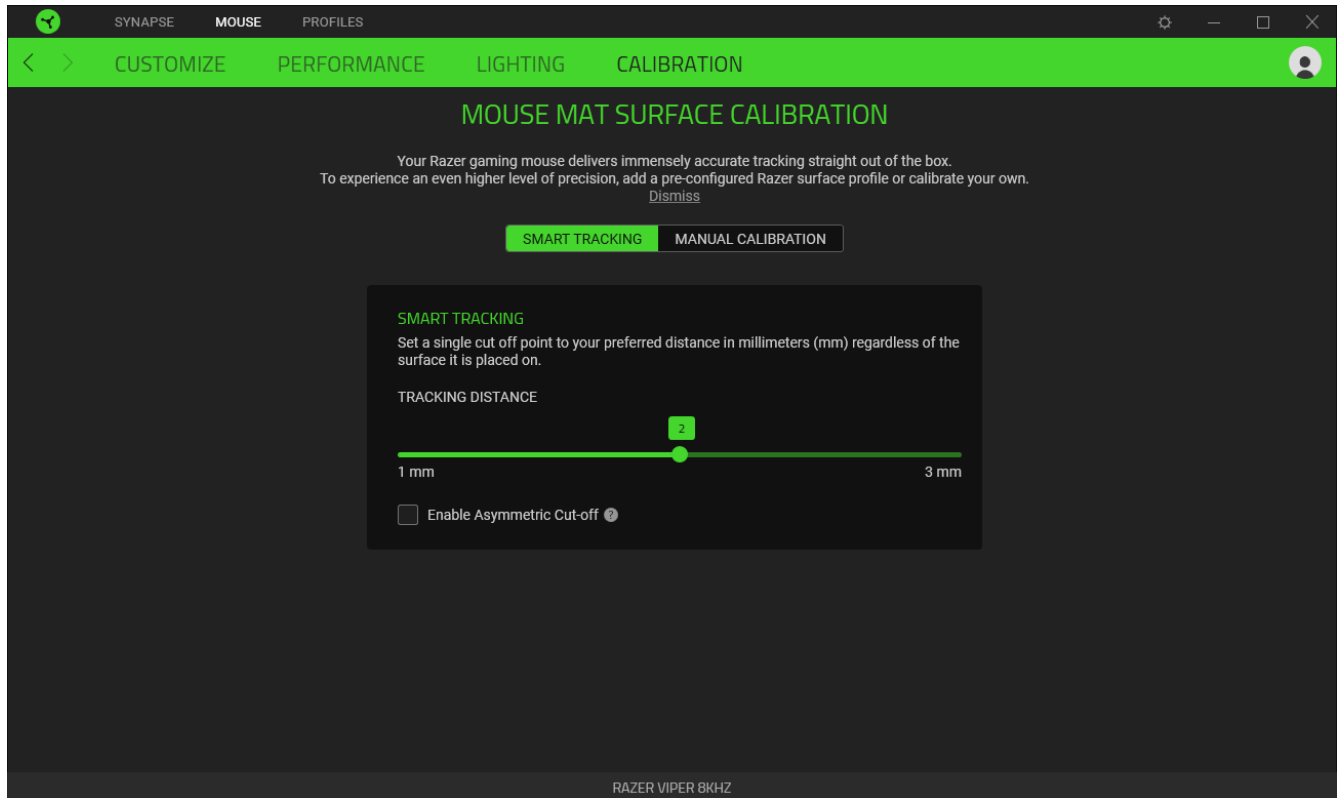 SYNAPSE MOUSE PROFILES
CUSTOMIZE PERFORMANCE LIGHTING CALIBRATION
MOUSE MAT SURFACE CALIBRATION
Your Razer gaming mouse delivers immensely accurate tracking straight out of the box.
To experience an even higher level of precision, add a pre-configured Razer surface profile or calibrate your own.
Dismiss
SMART TRACKING MANUAL CALIBRATION
SMART TRACKING
Set a single cut off point to your preferred distance in millimeters (mm) regardless of the
surface it is placed on.
TRACKING DISTANCE
2
1 mm 3 mm
Enable Asymmetric Cut-off ?
RAZER VIPER 8KHZ